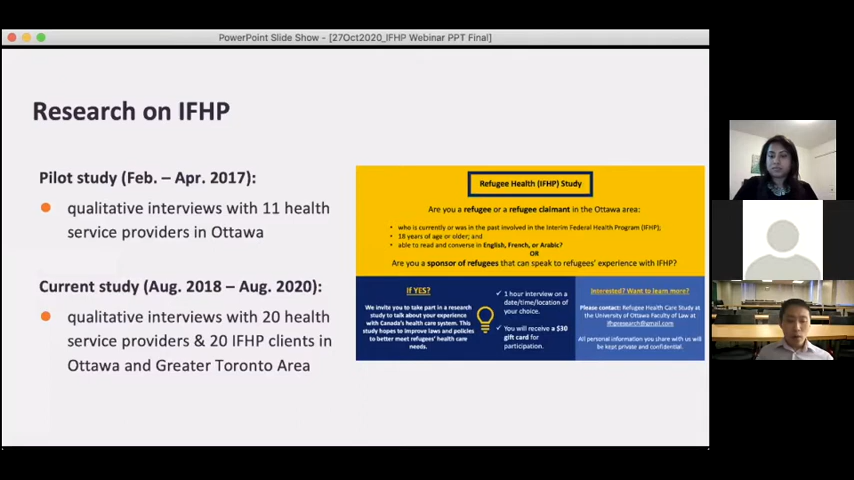 PowerPoint Slide Show - [27Oct2020_IFHP Webinar PPT Final]
Research on IFHP
Pilot study (Feb. – Apr. 2017):
qualitative interviews with 11 health
service providers in Ottawa
Current study (Aug. 2018 – Aug. 2020):
qualitative interviews with 20 health
service providers & 20 IFHP clients in
Ottawa and Greater Toronto Area
Refugee Health (IFHP) Study
Are you a refugee or a refugee claimant in the Ottawa area:
who is currently or was in the past involved in the Interim Federal Health Program (IFHP);
18 years of age or older; and
able to read and converse in English, French, or Arabic?
OR
Are you a sponsor of refugees that can speak to refugees' experience with IFHP?
If YES?
We invite you to take part in a research
study to talk about your experience
with Canada's health care system. This
study hopes to improve laws and policies
to better meet refugees' health care
needs.
✓ 1 hour interview on a
date/time/location of
your choice.
✓ You will receive a $30
gift card for
participation.
Interested? Want to learn more?
Please contact: Refugee Health Care Study at
the University of Ottawa Faculty of Law at
ifhpresearch@gmail.com
All personal information you share with us will
be kept private and confidential.